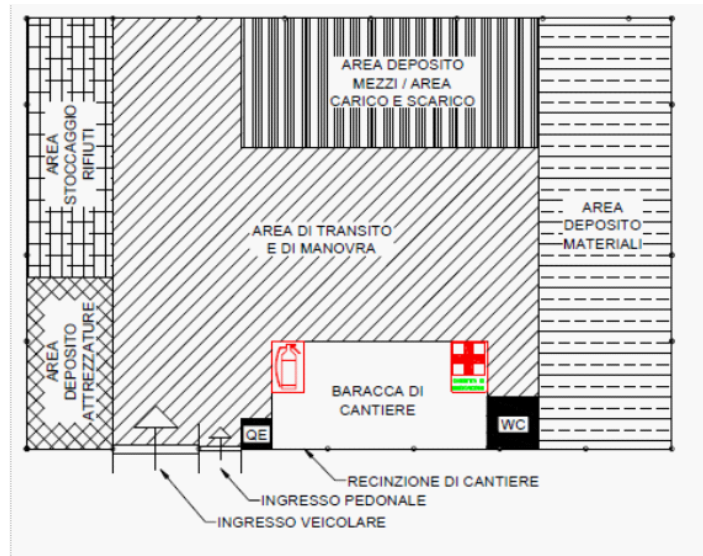 AREA DEPOSITO
MEZZI / AREA
CARICO E SCARICO
AREA
STOCCAGGIO
RIFIUTI
AREA DI TRANSITO
E DI MANOVRA
AREA
DEPOSITO
MATERIALI
AREA
DEPOSITO
ATTREZZATURE
BARACCA DI
CANTIERE
QE
WC
RECINZIONE DI CANTIERE
INGRESSO PEDONALE
INGRESSO VEICOLARE